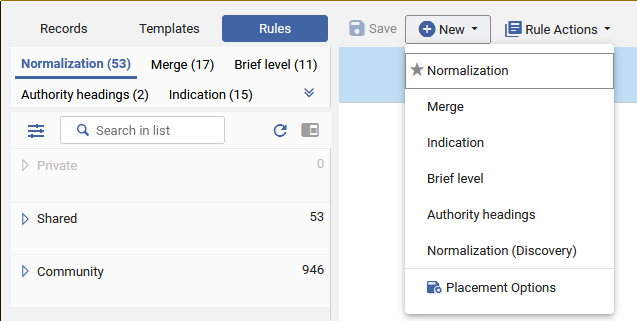 Records Templates Rules Save New Rule Actions
Normalization (53) Merge (17) Brief level (11)
Authority headings (2) Indication (15)
Search in list
Private 0
Shared 53
Community 946
Normalization
Merge
Indication
Brief level
Authority headings
Normalization (Discovery)
Placement Options